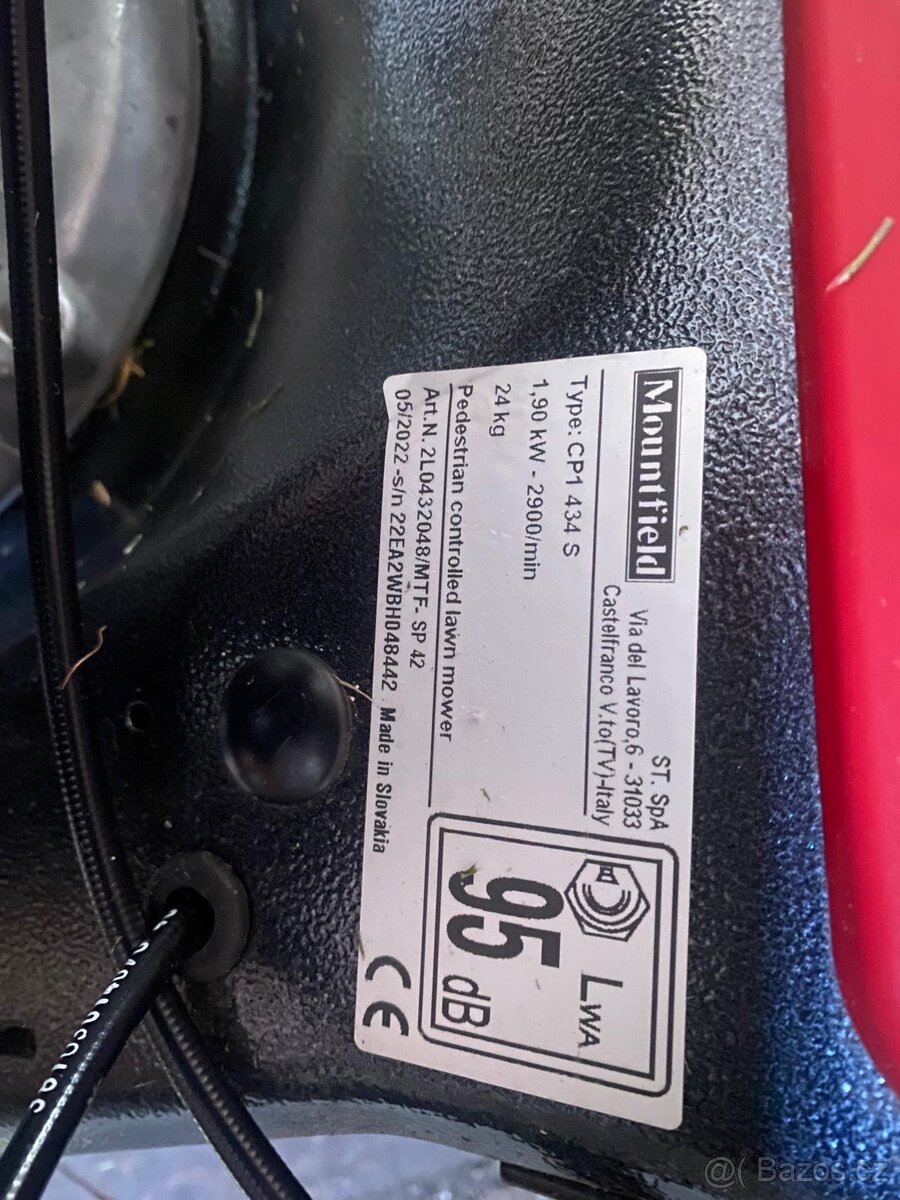 Mountfield
ST. SpA
Via del Lavoro,6 - 31033
Castelfranco V.to(TV)-Italy
Type: CP1 434 S
1,90 kW - 2900/min
24 kg
Pedestrian controlled lawn mower
Art.N. 2L0432048/MTF- SP 42
05/2022 -s/n 22EA2WBH048442 Made in Slovakia
LWA
95 dB
CE
@( Bazos.cz